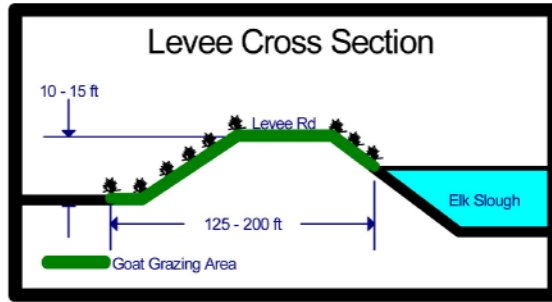 Levee Cross Section
10 - 15 ft
Levee Rd
Elk Slough
125 - 200 ft
Goat Grazing Area